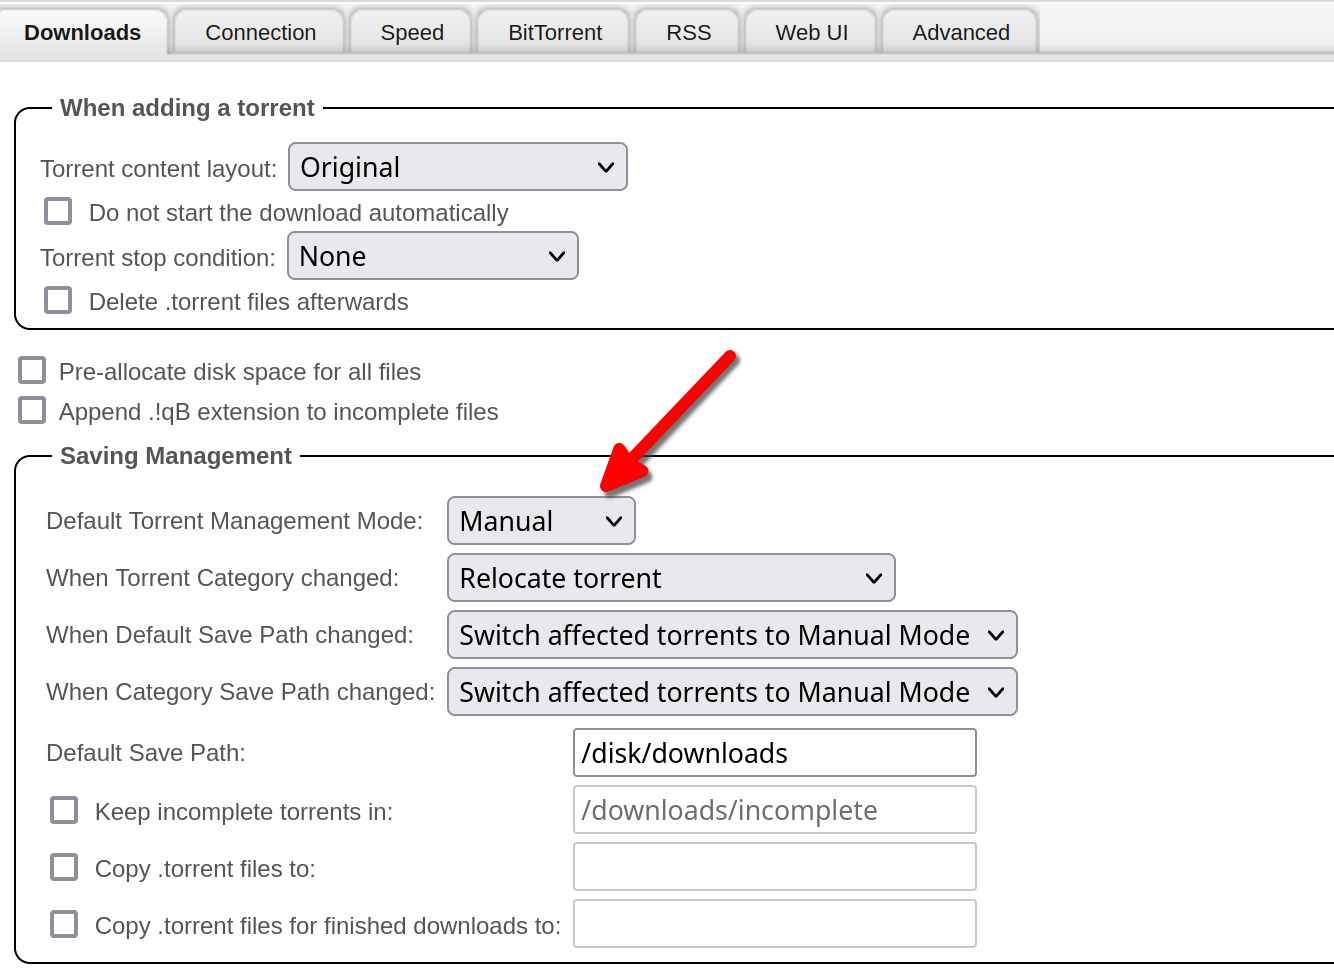 Downloads Connection Speed BitTorrent RSS Web UI Advanced
When adding a torrent
Torrent content layout: Original
Do not start the download automatically
Torrent stop condition: None
Delete .torrent files afterwards
Pre-allocate disk space for all files
Append .!qB extension to incomplete files
Saving Management
Default Torrent Management Mode: Manual
When Torrent Category changed: Relocate torrent
When Default Save Path changed: Switch affected torrents to Manual Mode
When Category Save Path changed: Switch affected torrents to Manual Mode
Default Save Path: /disk/downloads
Keep incomplete torrents in: /downloads/incomplete
Copy .torrent files to:
Copy .torrent files for finished downloads to: